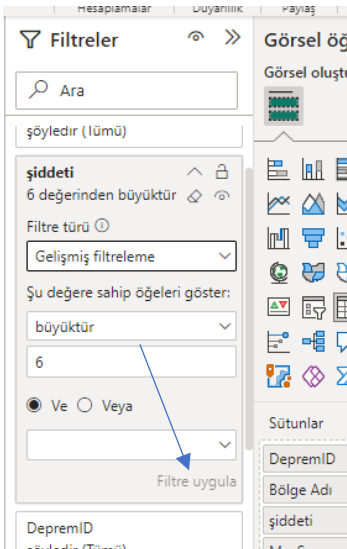 Hesaplamalar Duyarlılık Paylaş
Filtreler
Ara
şöyledir (Tümü)
şiddeti
6 değerinden büyüktür
Filtre türü
Gelişmiş filtreleme
Şu değere sahip öğeleri göster:
büyüktür
6
Ve Veya
Filtre uygula
DepremID
şöyledir (Tümü)
Görsel öğ
Görsel oluştu
Sütunlar
DepremID
Bölge Adı
şiddeti